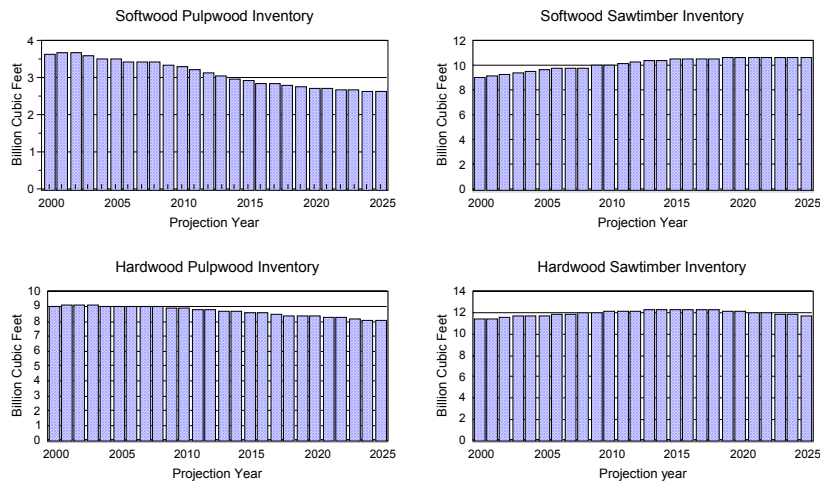 Softwood Pulpwood Inventory
4
3
2
1
0
Billion Cubic Feet
2000 2005 2010 2015 2020 2025
Projection Year
Softwood Sawtimber Inventory
12
10
8
6
4
2
0
Billion Cubic Feet
2000 2005 2010 2015 2020 2025
Projection Year
Hardwood Pulpwood Inventory
10
9
8
7
6
5
4
3
2
1
0
Billion Cubic Feet
2000 2005 2010 2015 2020 2025
Projection Year
Hardwood Sawtimber Inventory
14
12
10
8
6
4
2
0
Billion Cubic Feet
2000 2005 2010 2015 2020 2025
Projection year